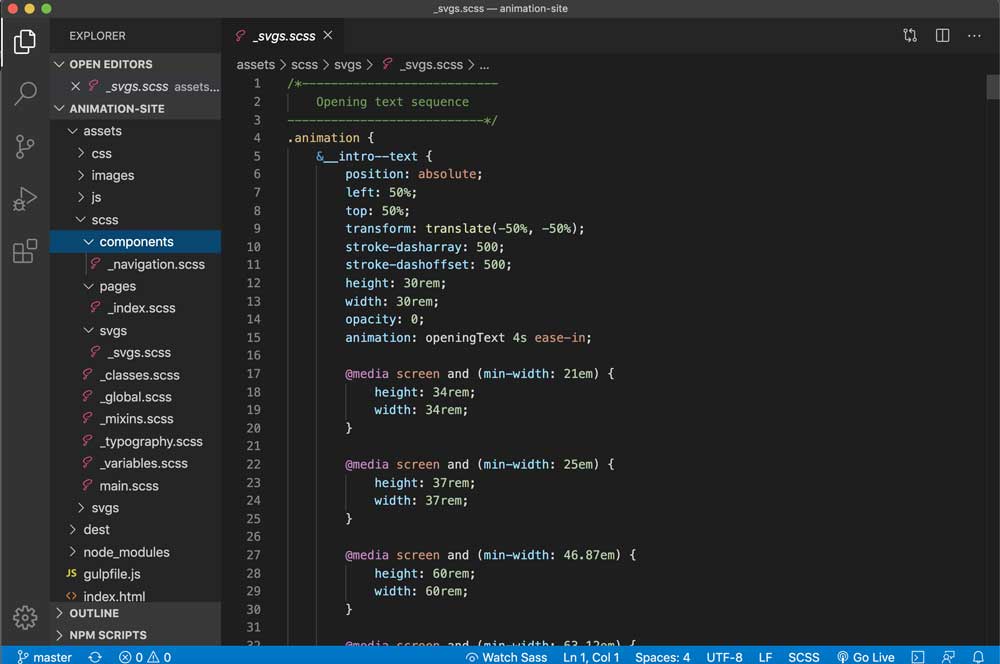 _svgs.scss — animation-site
EXPLORER
OPEN EDITORS
_svgs.scss assets...
ANIMATION-SITE
assets
css
images
js
scss
components
_navigation.scss
pages
_index.scss
svgs
_svgs.scss
_classes.scss
_global.scss
_mixins.scss
_typography.scss
_variables.scss
main.scss
svgs
dest
node_modules
JS gulpfile.js
<> index.html
OUTLINE
NPM SCRIPTS
_svgs.scss
assets > scss > svgs > _svgs.scss > ...
1 /*---------------------------
2 Opening text sequence
3 ---------------------------*/
4 .animation {
5 &__intro--text {
6 position: absolute;
7 left: 50%;
8 top: 50%;
9 transform: translate(-50%, -50%);
10 stroke-dasharray: 500;
11 stroke-dashoffset: 500;
12 height: 30rem;
13 width: 30rem;
14 opacity: 0;
15 animation: openingText 4s ease-in;
16
17 @media screen and (min-width: 21em) {
18 height: 34rem;
19 width: 34rem;
20 }
21
22 @media screen and (min-width: 25em) {
23 height: 37rem;
24 width: 37rem;
25 }
26
27 @media screen and (min-width: 46.87em) {
28 height: 60rem;
29 width: 60rem;
30 }
31
32 @media screen and (min-width: 63.12em) {
master 0 0 Watch Sass Ln 1, Col 1 Spaces: 4 UTF-8 LF SCSS Go Live